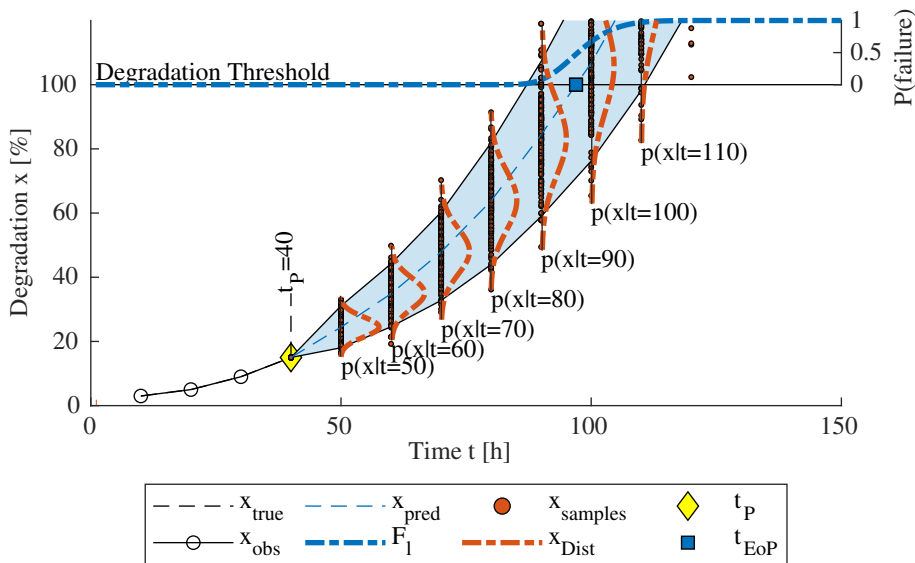 1
0.5
0
P(failure)
Degradation Threshold
100
80
60
40
20
0
Degradation x [%]
t_P=40
p(x|t=50)
p(x|t=60)
p(x|t=70)
p(x|t=80)
p(x|t=90)
p(x|t=100)
p(x|t=110)
0
50
100
150
Time t [h]
x_true
x_pred
x_samples
t_P
x_obs
F_l
x_Dist
t_EoP